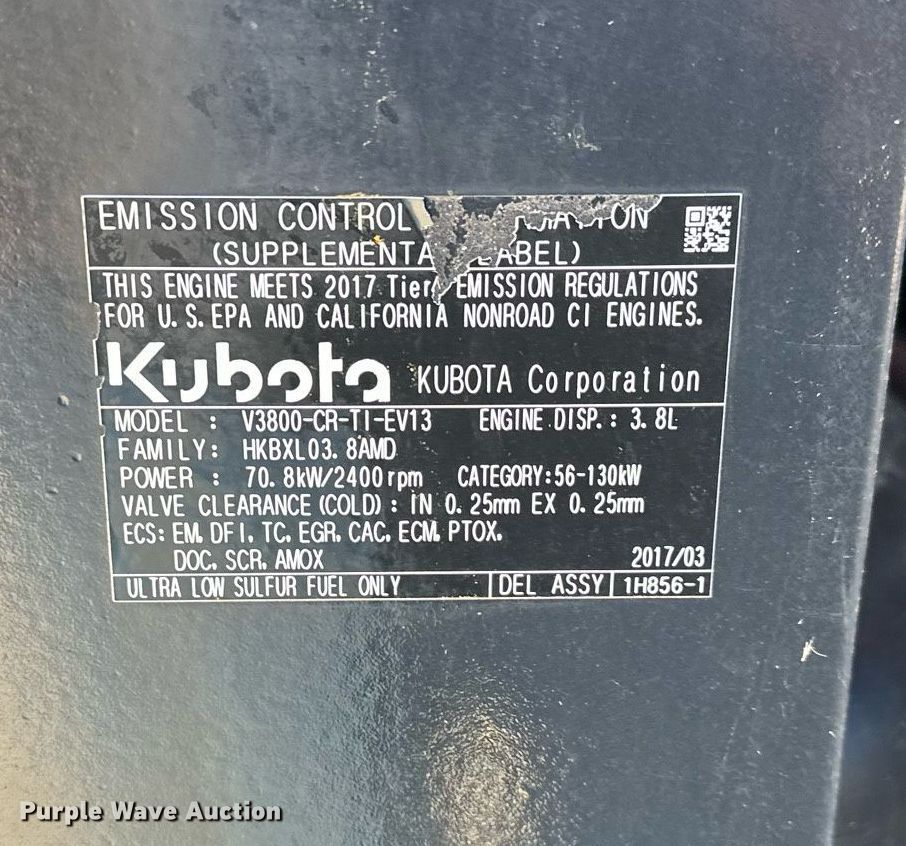 EMISSION CONTROL
(SUPPLEMENTA ABEL)
THIS ENGINE MEETS 2017 Tier EMISSION REGULATIONS
FOR U.S.EPA AND CALIFORNIA NONROAD CI ENGINES.
Kubota KUBOTA Corporation
MODEL : V3800-CR-TI-EV13 ENGINE DISP.: 3.8L
FAMILY: HKBXL03.8AMD
POWER : 70.8kW/2400rpm CATEGORY:56-130kW
VALVE CLEARANCE(COLD): IN 0.25mm EX 0.25mm
ECS: EM. DFI. TC. EGR. CAC. ECM. PTOX.
DOC. SCR. AMOX 2017/03
ULTRA LOW SULFUR FUEL ONLY DEL ASSY 1H856-1
Purple Wave Auction